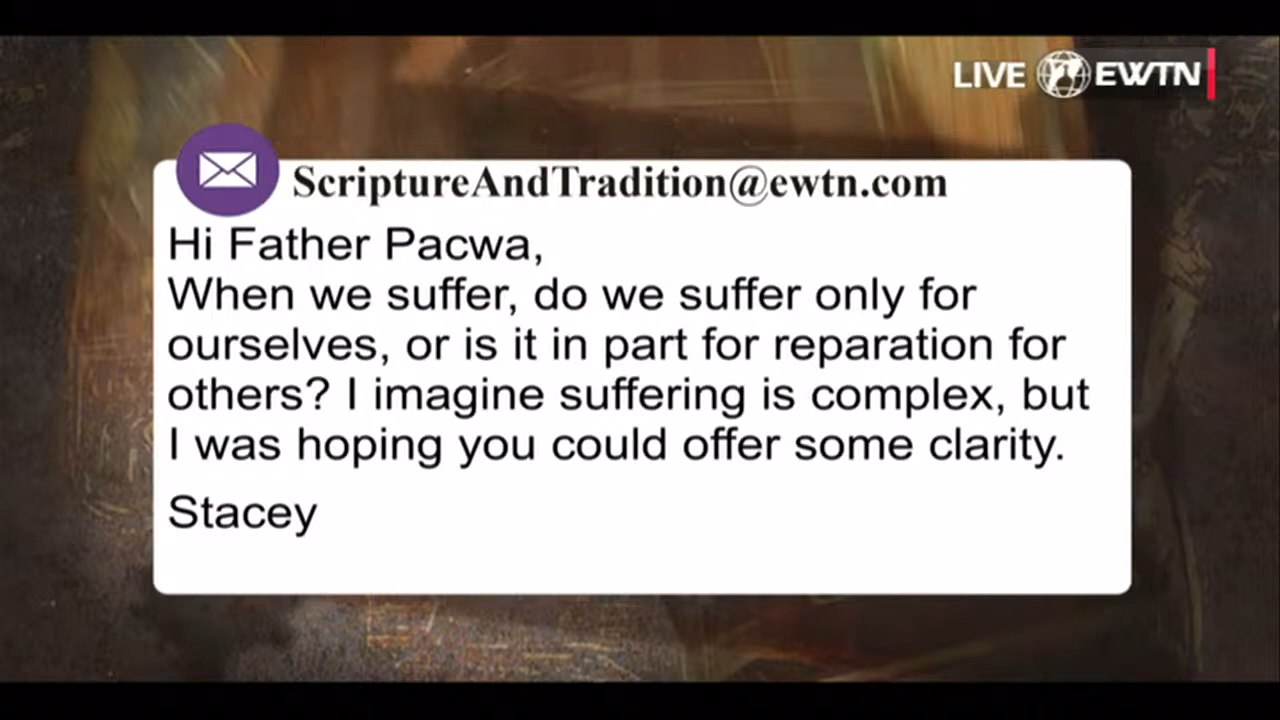 LIVE EWTN
ScriptureAndTradition@ewtn.com
Hi Father Pacwa,
When we suffer, do we suffer only for
ourselves, or is it in part for reparation for
others? I imagine suffering is complex, but
I was hoping you could offer some clarity.
Stacey